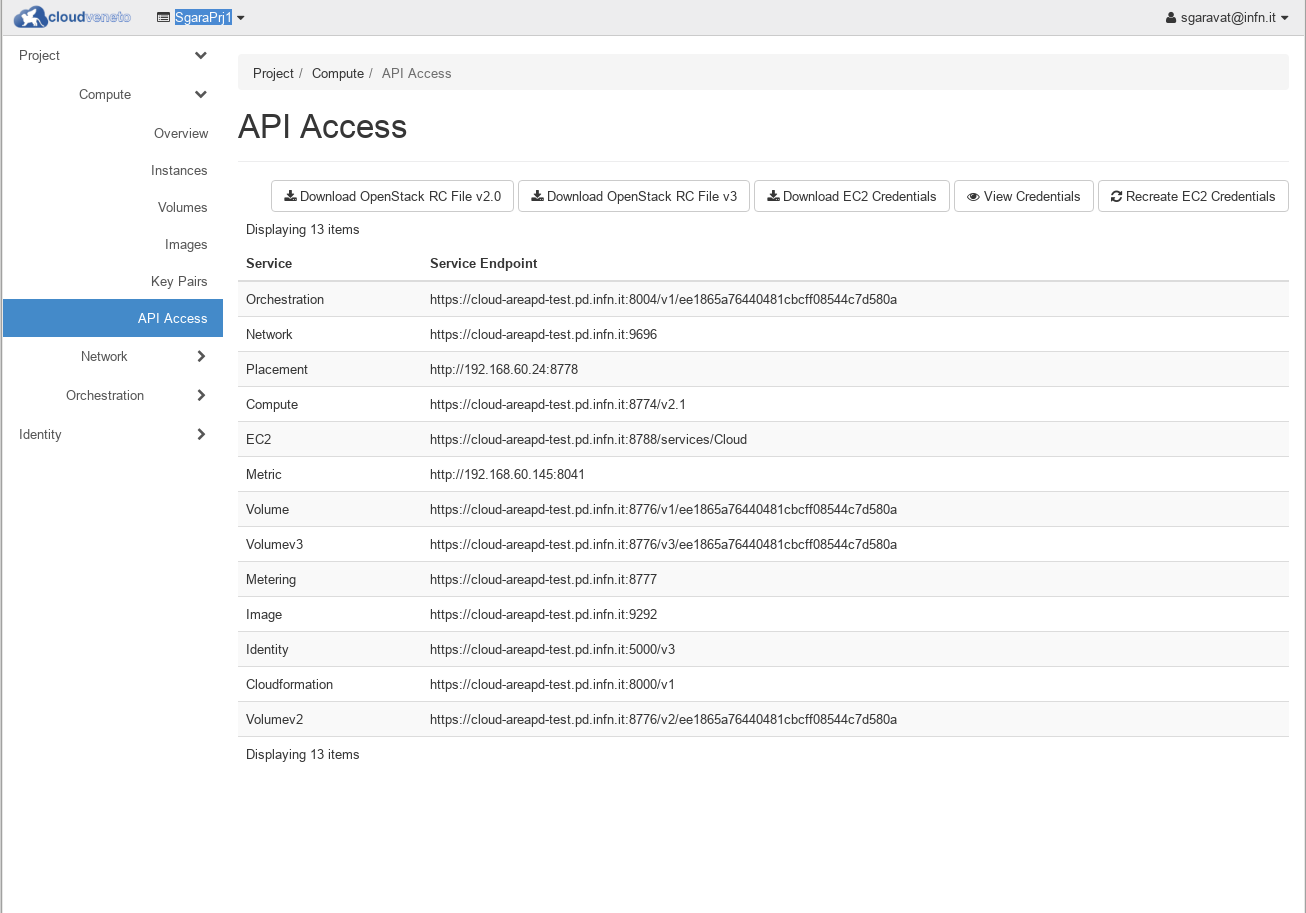 cloudveneto SgaraPrj1 sgaravat@infn.it
Project
Compute
Overview
Instances
Volumes
Images
Key Pairs
API Access
Network
Orchestration
Identity
Project / Compute / API Access
API Access
Download OpenStack RC File v2.0 Download OpenStack RC File v3 Download EC2 Credentials View Credentials Recreate EC2 Credentials
Displaying 13 items
Service Service Endpoint
Orchestration https://cloud-areapd-test.pd.infn.it:8004/v1/ee1865a76440481cbcff08544c7d580a
Network https://cloud-areapd-test.pd.infn.it:9696
Placement http://192.168.60.24:8778
Compute https://cloud-areapd-test.pd.infn.it:8774/v2.1
EC2 https://cloud-areapd-test.pd.infn.it:8788/services/Cloud
Metric http://192.168.60.145:8041
Volume https://cloud-areapd-test.pd.infn.it:8776/v1/ee1865a76440481cbcff08544c7d580a
Volumev3 https://cloud-areapd-test.pd.infn.it:8776/v3/ee1865a76440481cbcff08544c7d580a
Metering https://cloud-areapd-test.pd.infn.it:8777
Image https://cloud-areapd-test.pd.infn.it:9292
Identity https://cloud-areapd-test.pd.infn.it:5000/v3
Cloudformation https://cloud-areapd-test.pd.infn.it:8000/v1
Volumev2 https://cloud-areapd-test.pd.infn.it:8776/v2/ee1865a76440481cbcff08544c7d580a
Displaying 13 items